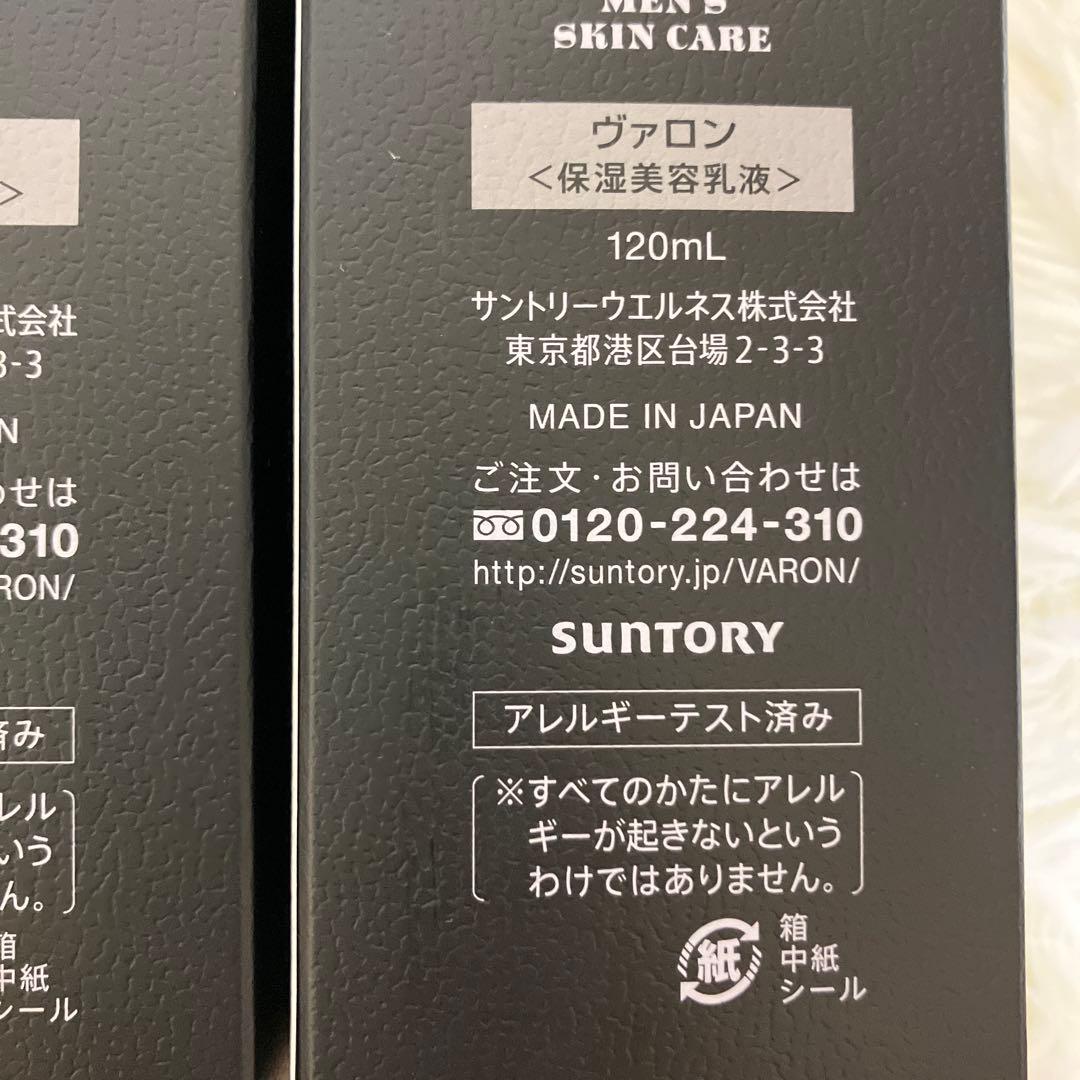 MEN'S
SKIN CARE
ヴァロン
<保湿美容乳液>
120mL
サントリーウエルネス株式会社
東京都港区台場2-3-3
MADE IN JAPAN
ご注文・お問い合わせは
0120-224-310
http://suntory.jp/VARON/
SUNTORY
アレルギーテスト済み
※すべてのかたにアレル
ギーが起きないという
わけではありません。
紙
箱
中紙
シール
>
式会社
3-3
N
わせは
310
RON/
済み
レル
いう
ん。
箱
中紙
シール